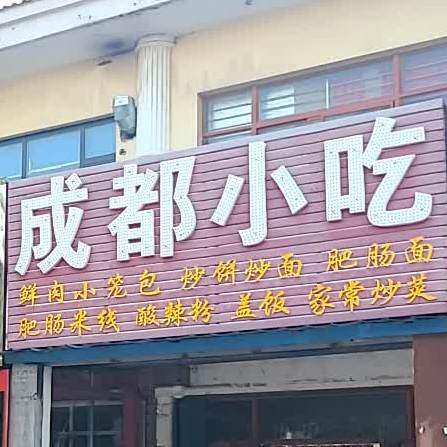 成都小吃
鲜肉小笼包 炒饼炒面 肥肠面
肥肠米线 酸辣粉 盖饭 家常炒菜